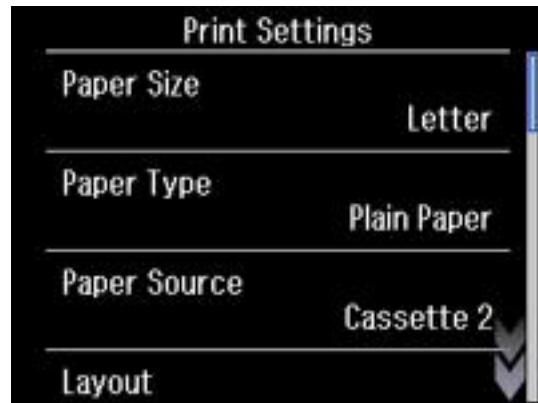 Print Settings
Paper Size
Letter
Paper Type
Plain Paper
Paper Source
Cassette 2
Layout